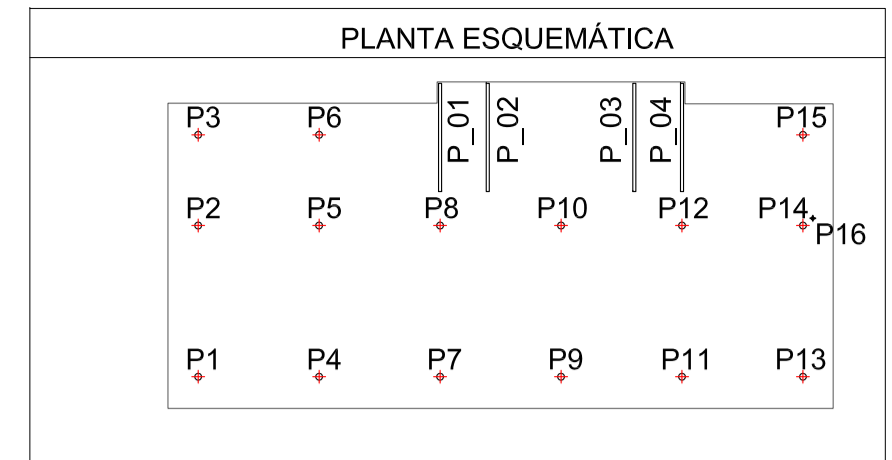 PLANTA ESQUEMÁTICA
P_01
P_02
P_03
P_04
P3
P6
P15
P2
P5
P8
P10
P12
P14
P16
P1
P4
P7
P9
P11
P13